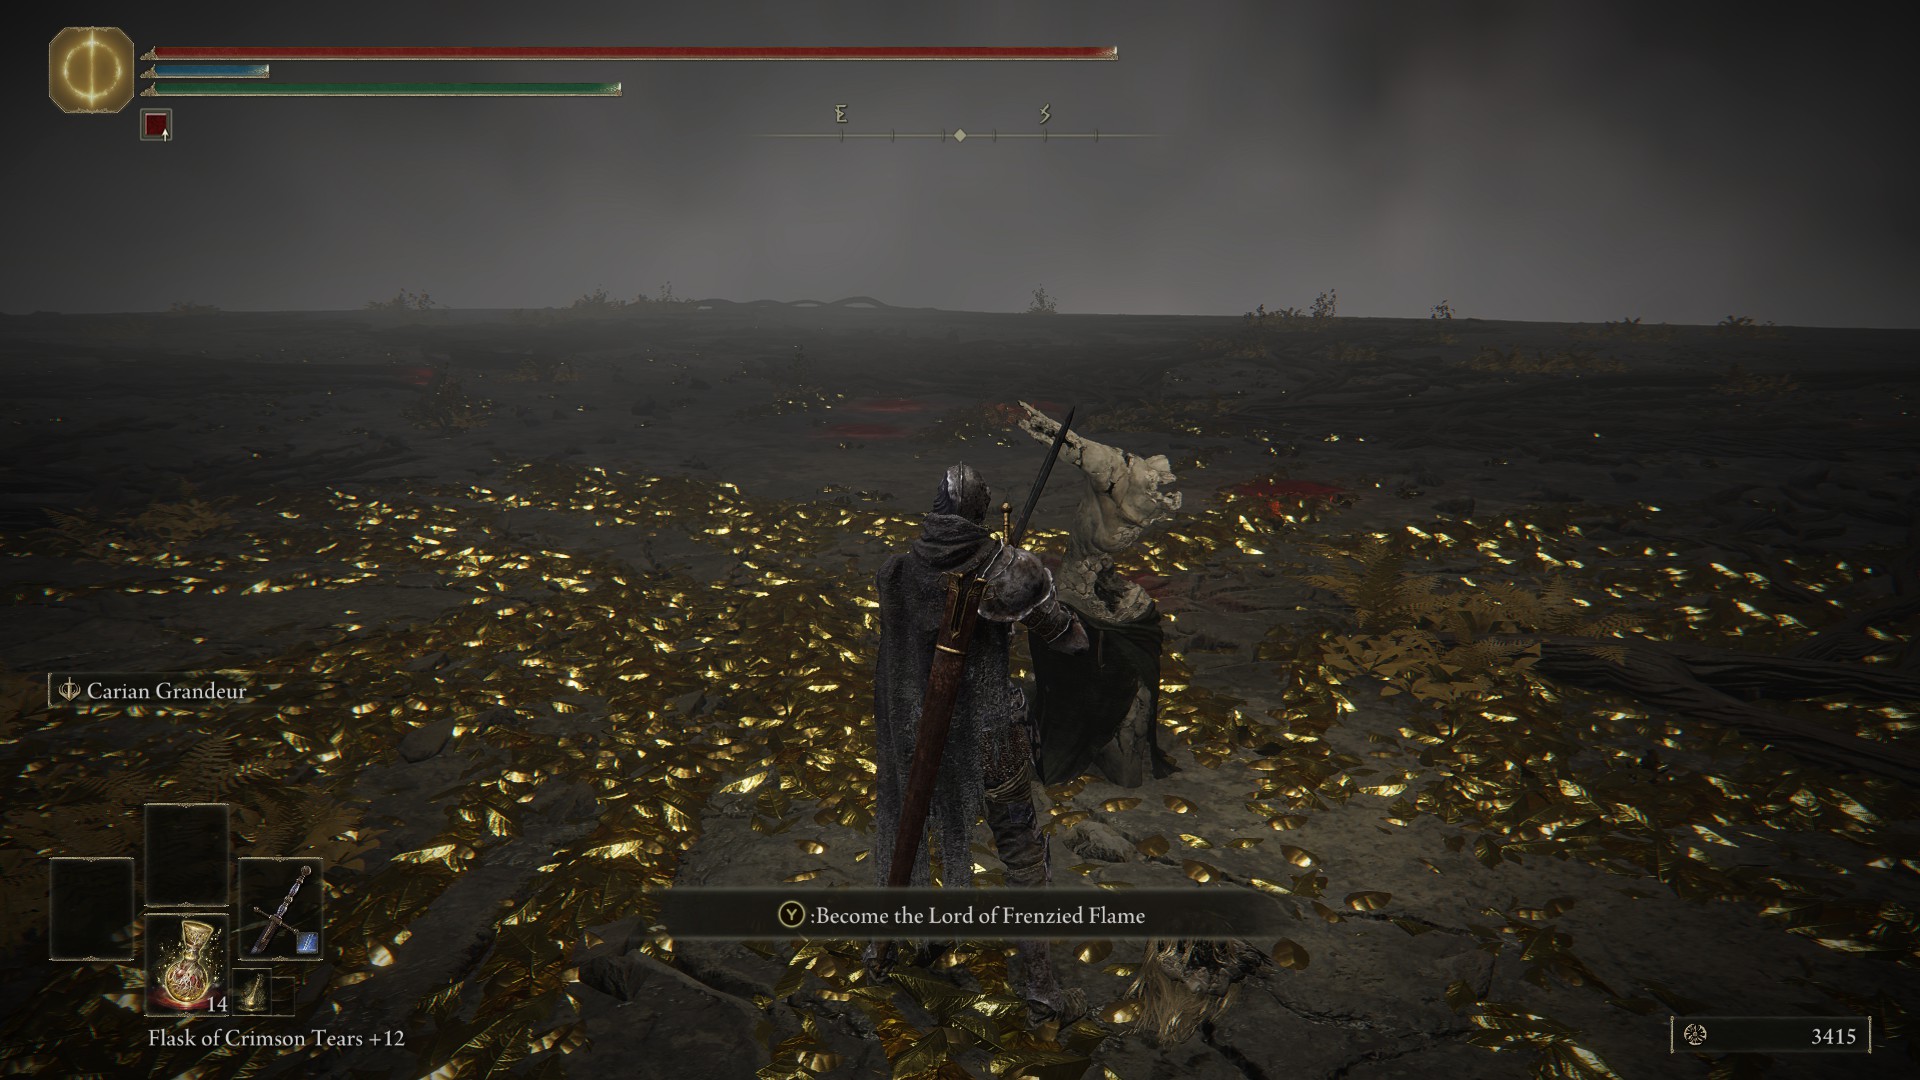 E S
Carian Grandeur
Y :Become the Lord of Frenzied Flame
14
Flask of Crimson Tears +12
3415